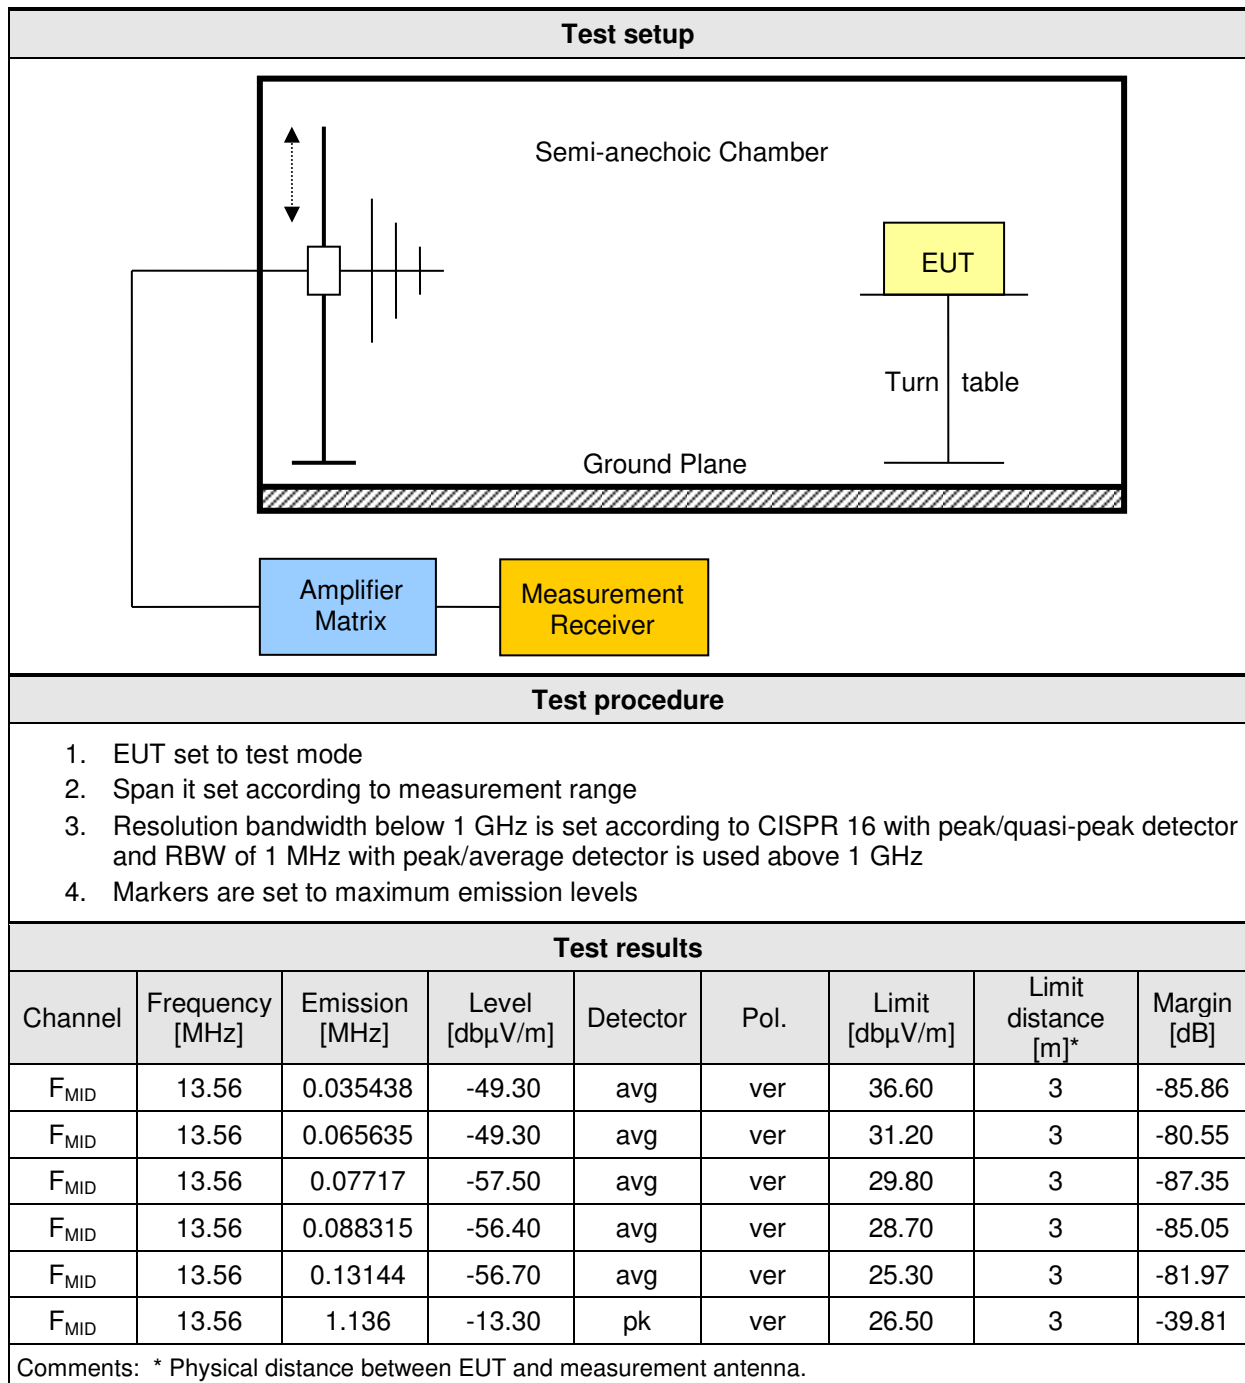 Test setup
Semi-anechoic Chamber
EUT
Turn table
Ground Plane
Amplifier
Matrix
Measurement
Receiver
Test procedure
1. EUT set to test mode
2. Span it set according to measurement range
3. Resolution bandwidth below 1 GHz is set according to CISPR 16 with peak/quasi-peak detector
and RBW of 1 MHz with peak/average detector is used above 1 GHz
4. Markers are set to maximum emission levels
Test results
Channel Frequency [MHz] Emission [MHz] Level [dbµV/m] Detector Pol. Limit [dbµV/m] Limit distance [m]* Margin [dB]
FMID 13.56 0.035438 -49.30 avg ver 36.60 3 -85.86
FMID 13.56 0.065635 -49.30 avg ver 31.20 3 -80.55
FMID 13.56 0.07717 -57.50 avg ver 29.80 3 -87.35
FMID 13.56 0.088315 -56.40 avg ver 28.70 3 -85.05
FMID 13.56 0.13144 -56.70 avg ver 25.30 3 -81.97
FMID 13.56 1.136 -13.30 pk ver 26.50 3 -39.81
Comments: * Physical distance between EUT and measurement antenna.